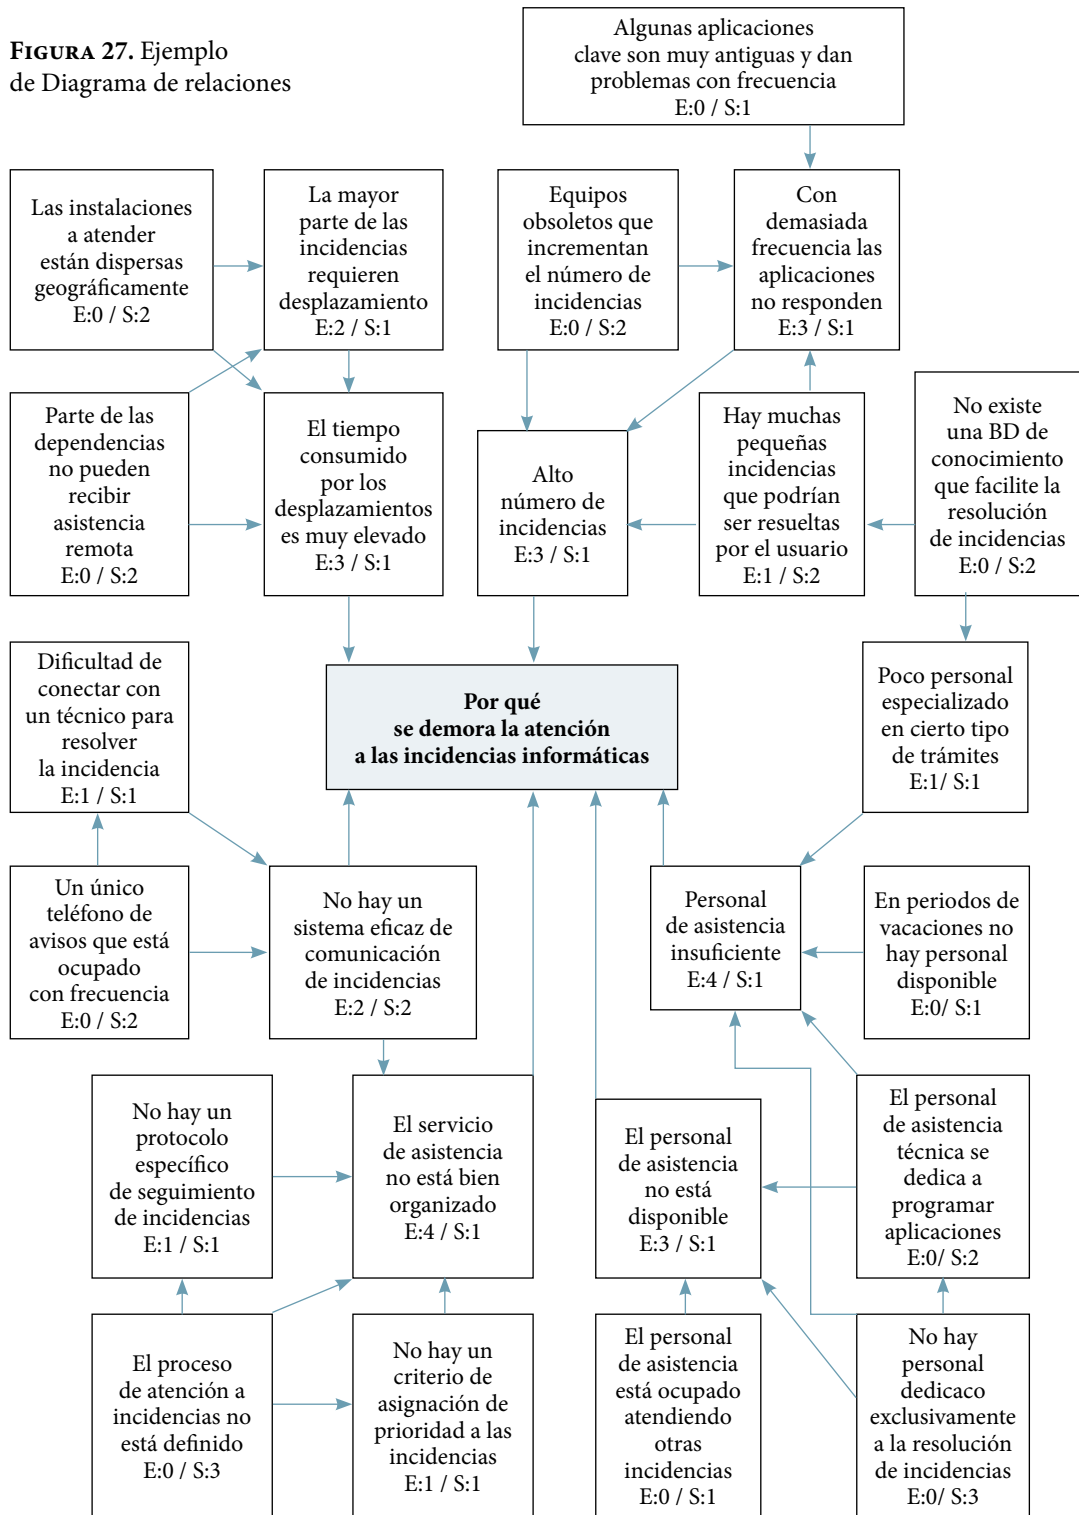 FIGURA 27. Ejemplo
de Diagrama de relaciones
Algunas aplicaciones
clave son muy antiguas y dan
problemas con frecuencia
E:0 / S:1
Las instalaciones
a atender
están dispersas
geográficamente
E:0 / S:2
La mayor
parte de las
incidencias
requieren
desplazamiento
E:2 / S:1
Equipos
obsoletos que
incrementan
el número de
incidencias
E:0 / S:2
Con
demasiada
frecuencia las
aplicaciones
no responden
E:3 / S:1
Parte de las
dependencias
no pueden
recibir
asistencia
remota
E:0 / S:2
El tiempo
consumido
por los
desplazamientos
es muy elevado
E:3 / S:1
Alto
número de
incidencias
E:3 / S:1
Hay muchas
pequeñas
incidencias
que podrían
ser resueltas
por el usuario
E:1 / S:2
No existe
una BD de
conocimiento
que facilite la
resolución
de incidencias
E:0 / S:2
Dificultad de
conectar con
un técnico para
resolver
la incidencia
E:1 / S:1
Por qué
se demora la atención
a las incidencias informáticas
Poco personal
especializado
en cierto tipo
de trámites
E:1/ S:1
Un único
teléfono de
avisos que está
ocupado
con frecuencia
E:0 / S:2
No hay un
sistema eficaz de
comunicación
de incidencias
E:2 / S:2
Personal
de asistencia
insuficiente
E:4 / S:1
En periodos de
vacaciones no
hay personal
disponible
E:0/ S:1
No hay un
protocolo
específico
de seguimiento
de incidencias
E:1 / S:1
El servicio
de asistencia
no está bien
organizado
E:4 / S:1
El personal
de asistencia
no está
disponible
E:3 / S:1
El personal
de asistencia
técnica se
dedica a
programar
aplicaciones
E:0/ S:2
El proceso
de atención a
incidencias no
está definido
E:0 / S:3
No hay un
criterio de
asignación de
prioridad a las
incidencias
E:1 / S:1
El personal
de asistencia
está ocupado
atendiendo
otras
incidencias
E:0 / S:1
No hay
personal
dedicaco
exclusivamente
a la resolución
de incidencias
E:0/ S:3